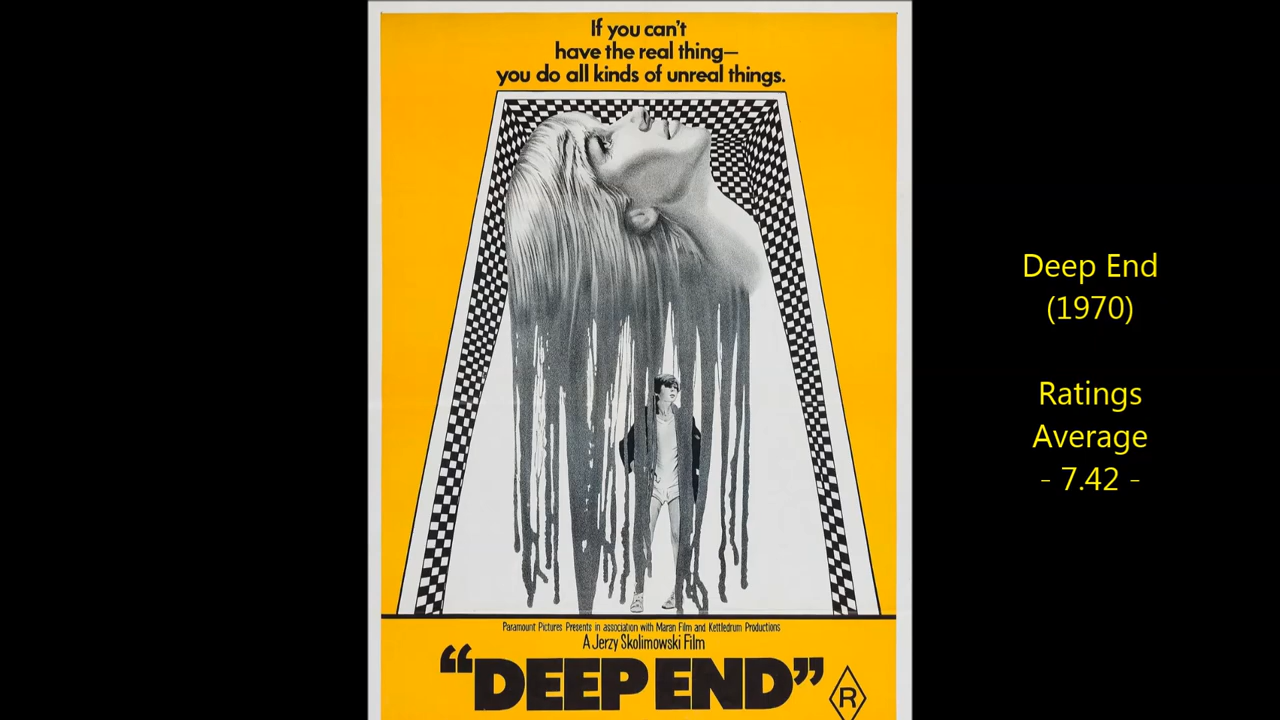 If you can't
have the real thing—
you do all kinds of unreal things.
Paramount Pictures Presents in association with Maran Film and Kettledrum Productions
A Jerzy Skolimowski Film
“DEEP END”
R
Deep End
(1970)
Ratings
Average
- 7.42 -